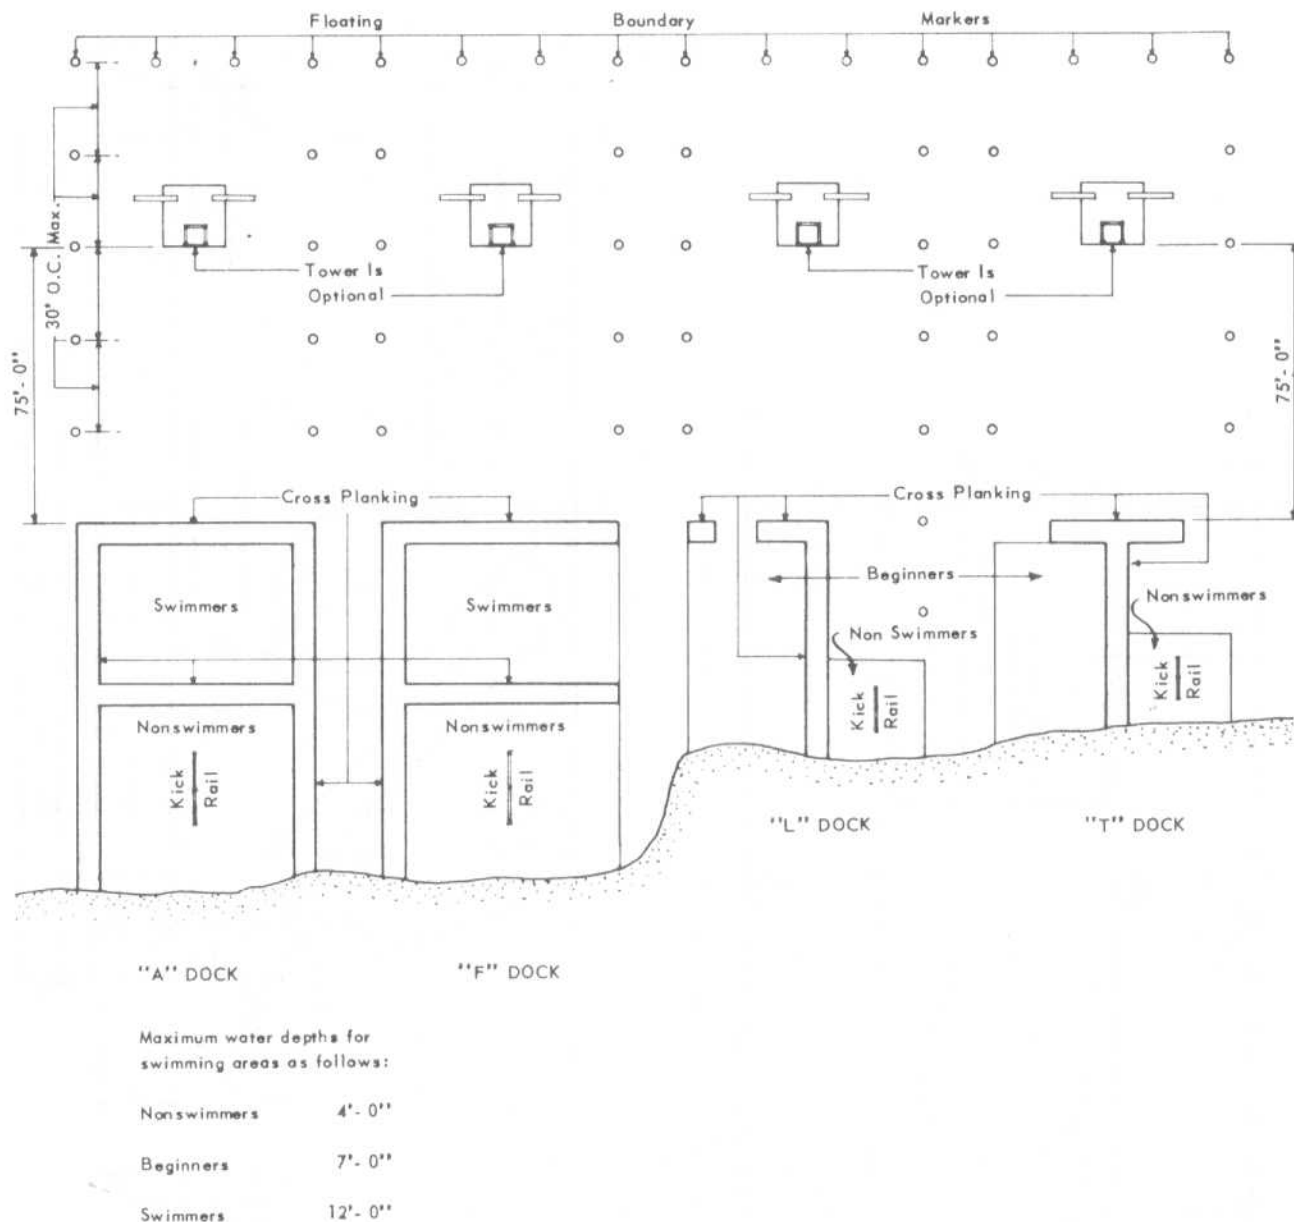 Floating Boundary Markers
30' O.C. Max.
75'- 0"
75'- 0"
Tower Is
Optional
Tower Is
Optional
Cross Planking
Cross Planking
Beginners
Swimmers
Swimmers
Nonswimmers
Non Swimmers
Nonswimmers
Nonswimmers
Kick
Rail
Kick
Rail
Kick
Rail
Kick
Rail
"L" DOCK
"T" DOCK
"A" DOCK
"F" DOCK
Maximum water depths for
swimming areas as follows:
Nonswimmers 4'- 0"
Beginners 7'- 0"
Swimmers 12'- 0"